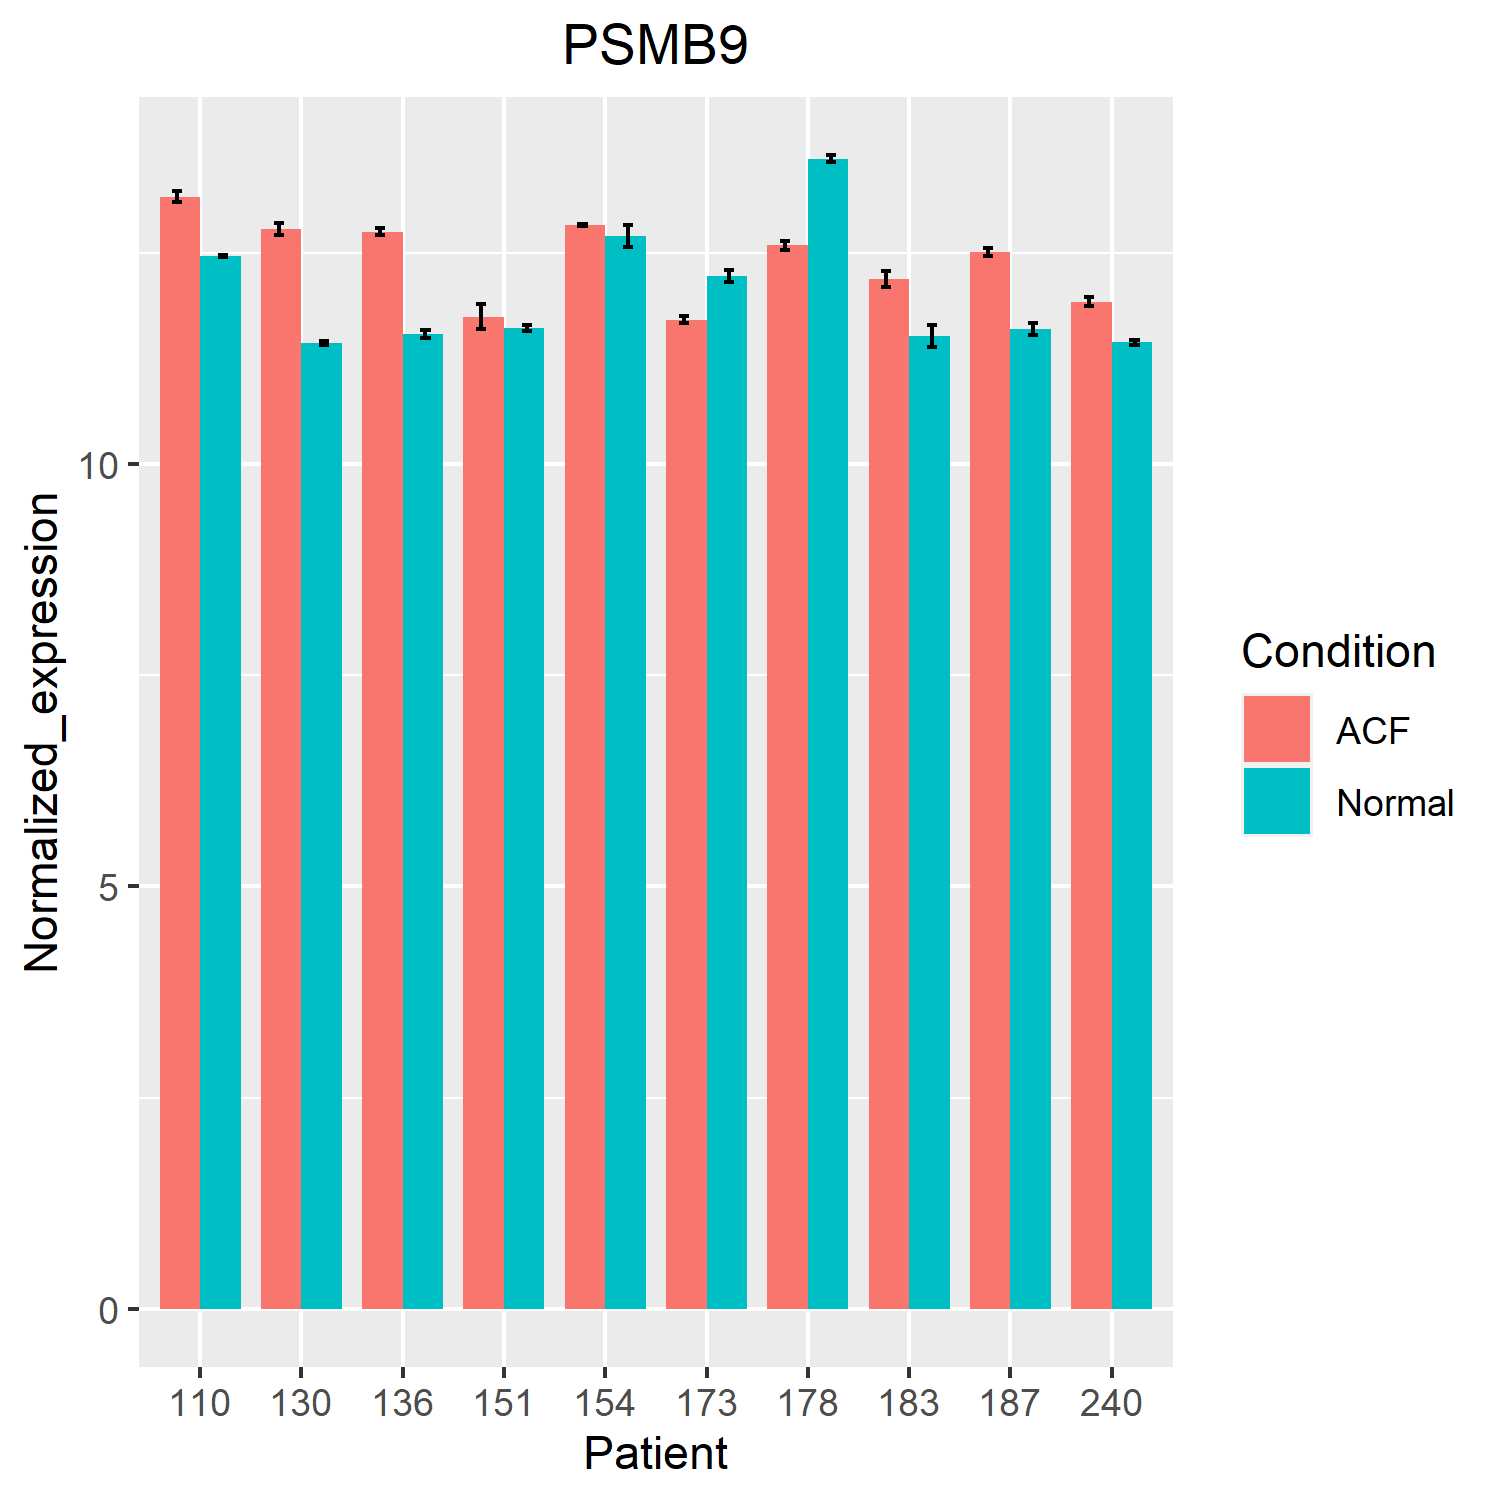 PSMB9
Normalized_expression
10
5
0
110 130 136 151 154 173 178 183 187 240
Patient
Condition
ACF
Normal